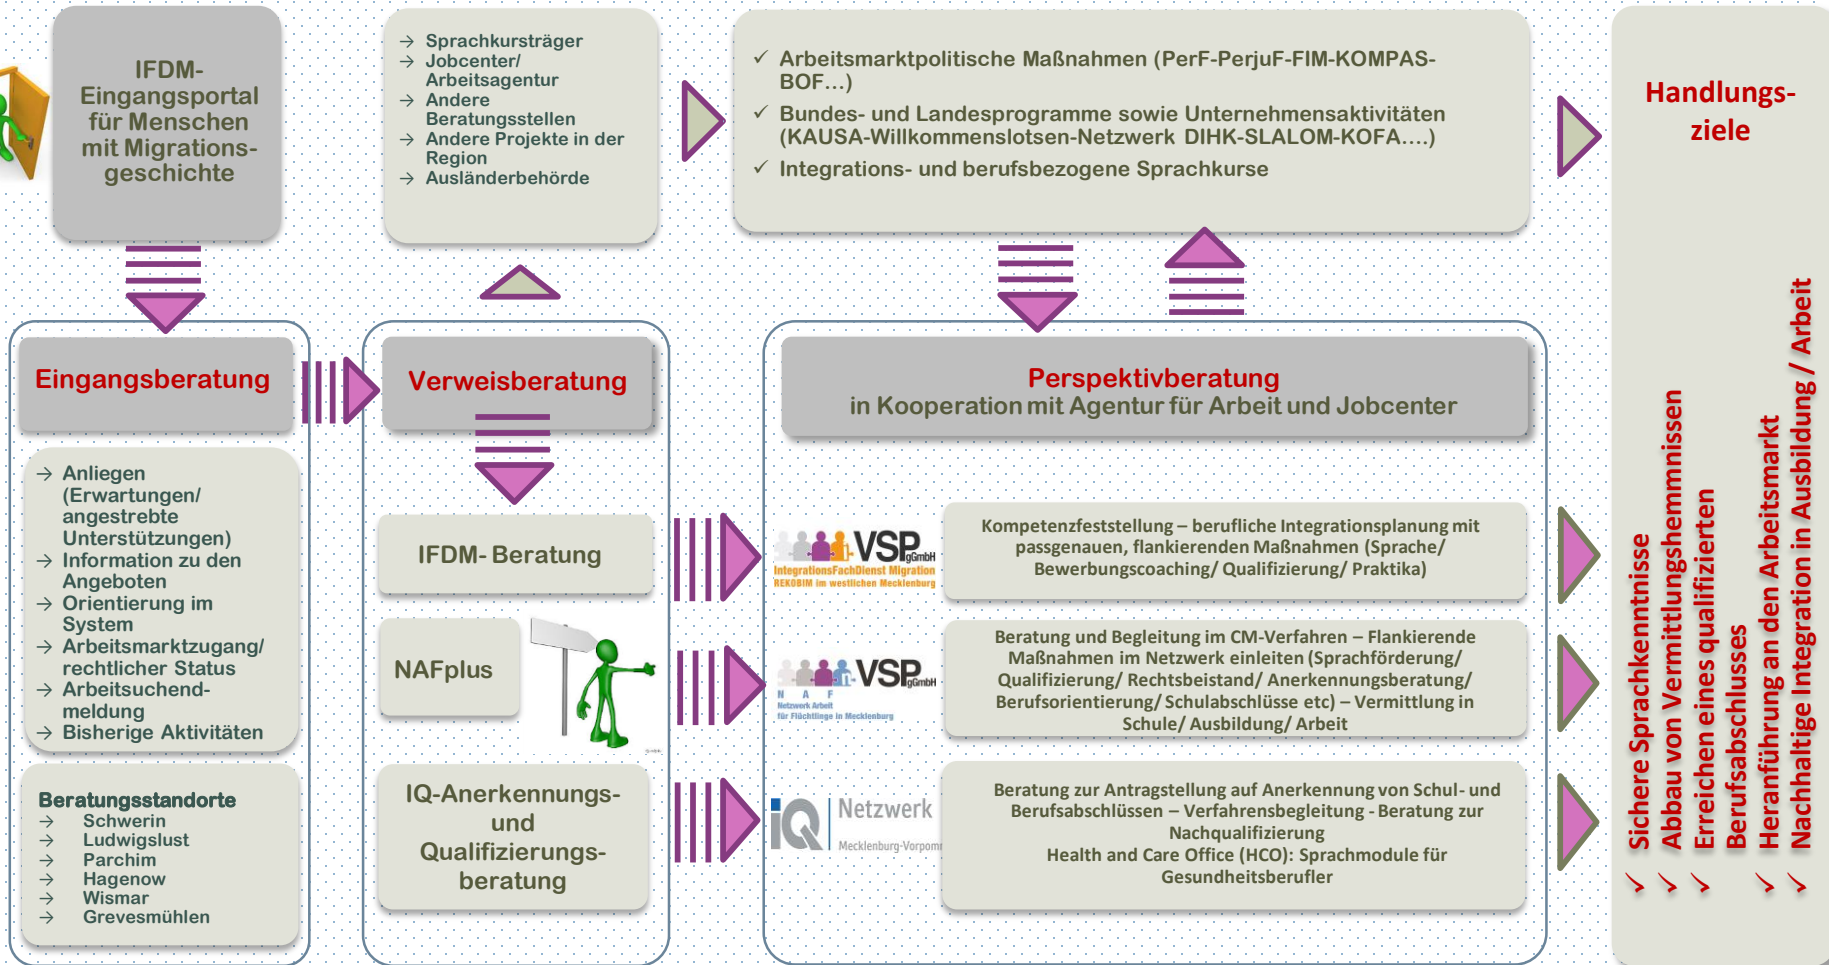 IFDM-
Eingangsportal
für Menschen
mit Migrations-
geschichte
→ Sprachkursträger
→ Jobcenter/
Arbeitsagentur
→ Andere
Beratungsstellen
→ Andere Projekte in der
Region
→ Ausländerbehörde
✓ Arbeitsmarktpolitische Maßnahmen (PerF-PerjuF-FIM-KOMPAS-
BOF...)
✓ Bundes- und Landesprogramme sowie Unternehmensaktivitäten
(KAUSA-Willkommenslotsen-Netzwerk DIHK-SLALOM-KOFA....)
✓ Integrations- und berufsbezogene Sprachkurse
Handlungs-
ziele
Eingangsberatung
→ Anliegen
(Erwartungen/
angestrebte
Unterstützungen)
→ Information zu den
Angeboten
→ Orientierung im
System
→ Arbeitsmarktzugang/
rechtlicher Status
→ Arbeitsuchend-
meldung
→ Bisherige Aktivitäten
Beratungsstandorte
→ Schwerin
→ Ludwigslust
→ Parchim
→ Hagenow
→ Wismar
→ Grevesmühlen
Verweisberatung
IFDM- Beratung
NAFplus
IQ-Anerkennungs-
und
Qualifizierungs-
beratung
Perspektivberatung
in Kooperation mit Agentur für Arbeit und Jobcenter
VSP gGmbH
IntegrationsFachDienst Migration
REKOBIM im westlichen Mecklenburg
Kompetenzfeststellung – berufliche Integrationsplanung mit
passgenauen, flankierenden Maßnahmen (Sprache/
Bewerbungscoaching/ Qualifizierung/ Praktika)
VSP gGmbH
N A F
Netzwerk Arbeit
für Flüchtlinge in Mecklenburg
Beratung und Begleitung im CM-Verfahren – Flankierende
Maßnahmen im Netzwerk einleiten (Sprachförderung/
Qualifizierung/ Rechtsbeistand/ Anerkennungsberatung/
Berufsorientierung/ Schulabschlüsse etc) – Vermittlung in
Schule/ Ausbildung/ Arbeit
iQ Netzwerk
Mecklenburg-Vorpom
Beratung zur Antragstellung auf Anerkennung von Schul- und
Berufsabschlüssen – Verfahrensbegleitung - Beratung zur
Nachqualifizierung
Health and Care Office (HCO): Sprachmodule für
Gesundheitsberufler
✓ Sichere Sprachkenntnisse
✓ Abbau von Vermittlungshemmnissen
✓ Erreichen eines qualifizierten
Berufsabschlusses
✓ Heranführung an den Arbeitsmarkt
✓ Nachhaltige Integration in Ausbildung / Arbeit